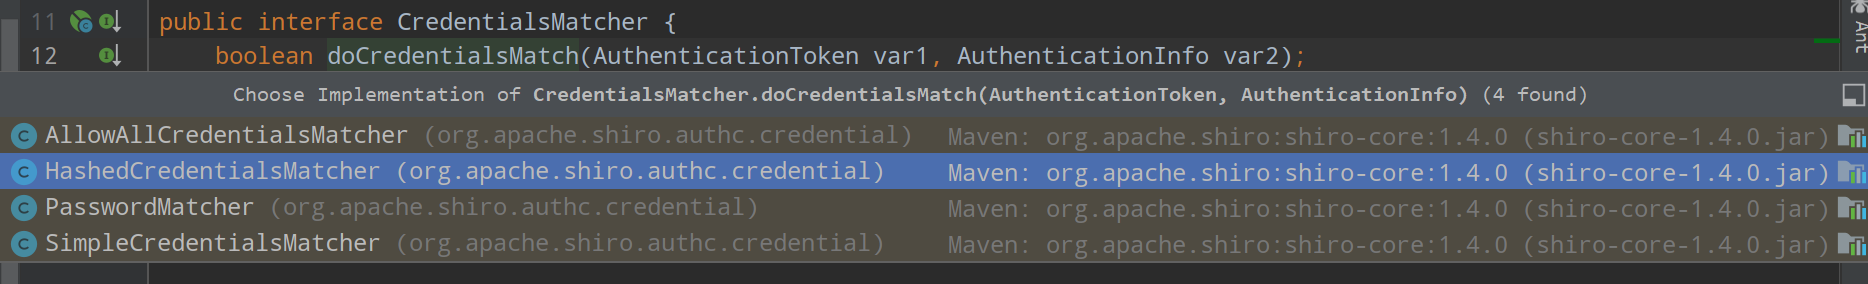 11 public interface CredentialsMatcher {
12 boolean doCredentialsMatch(AuthenticationToken var1, AuthenticationInfo var2);
Ant
Choose Implementation of CredentialsMatcher.doCredentialsMatch(AuthenticationToken, AuthenticationInfo) (4 found)
AllowAllCredentialsMatcher (org.apache.shiro.authc.credential) Maven: org.apache.shiro:shiro-core:1.4.0 (shiro-core-1.4.0.jar)
HashedCredentialsMatcher (org.apache.shiro.authc.credential) Maven: org.apache.shiro:shiro-core:1.4.0 (shiro-core-1.4.0.jar)
PasswordMatcher (org.apache.shiro.authc.credential) Maven: org.apache.shiro:shiro-core:1.4.0 (shiro-core-1.4.0.jar)
SimpleCredentialsMatcher (org.apache.shiro.authc.credential) Maven: org.apache.shiro:shiro-core:1.4.0 (shiro-core-1.4.0.jar)